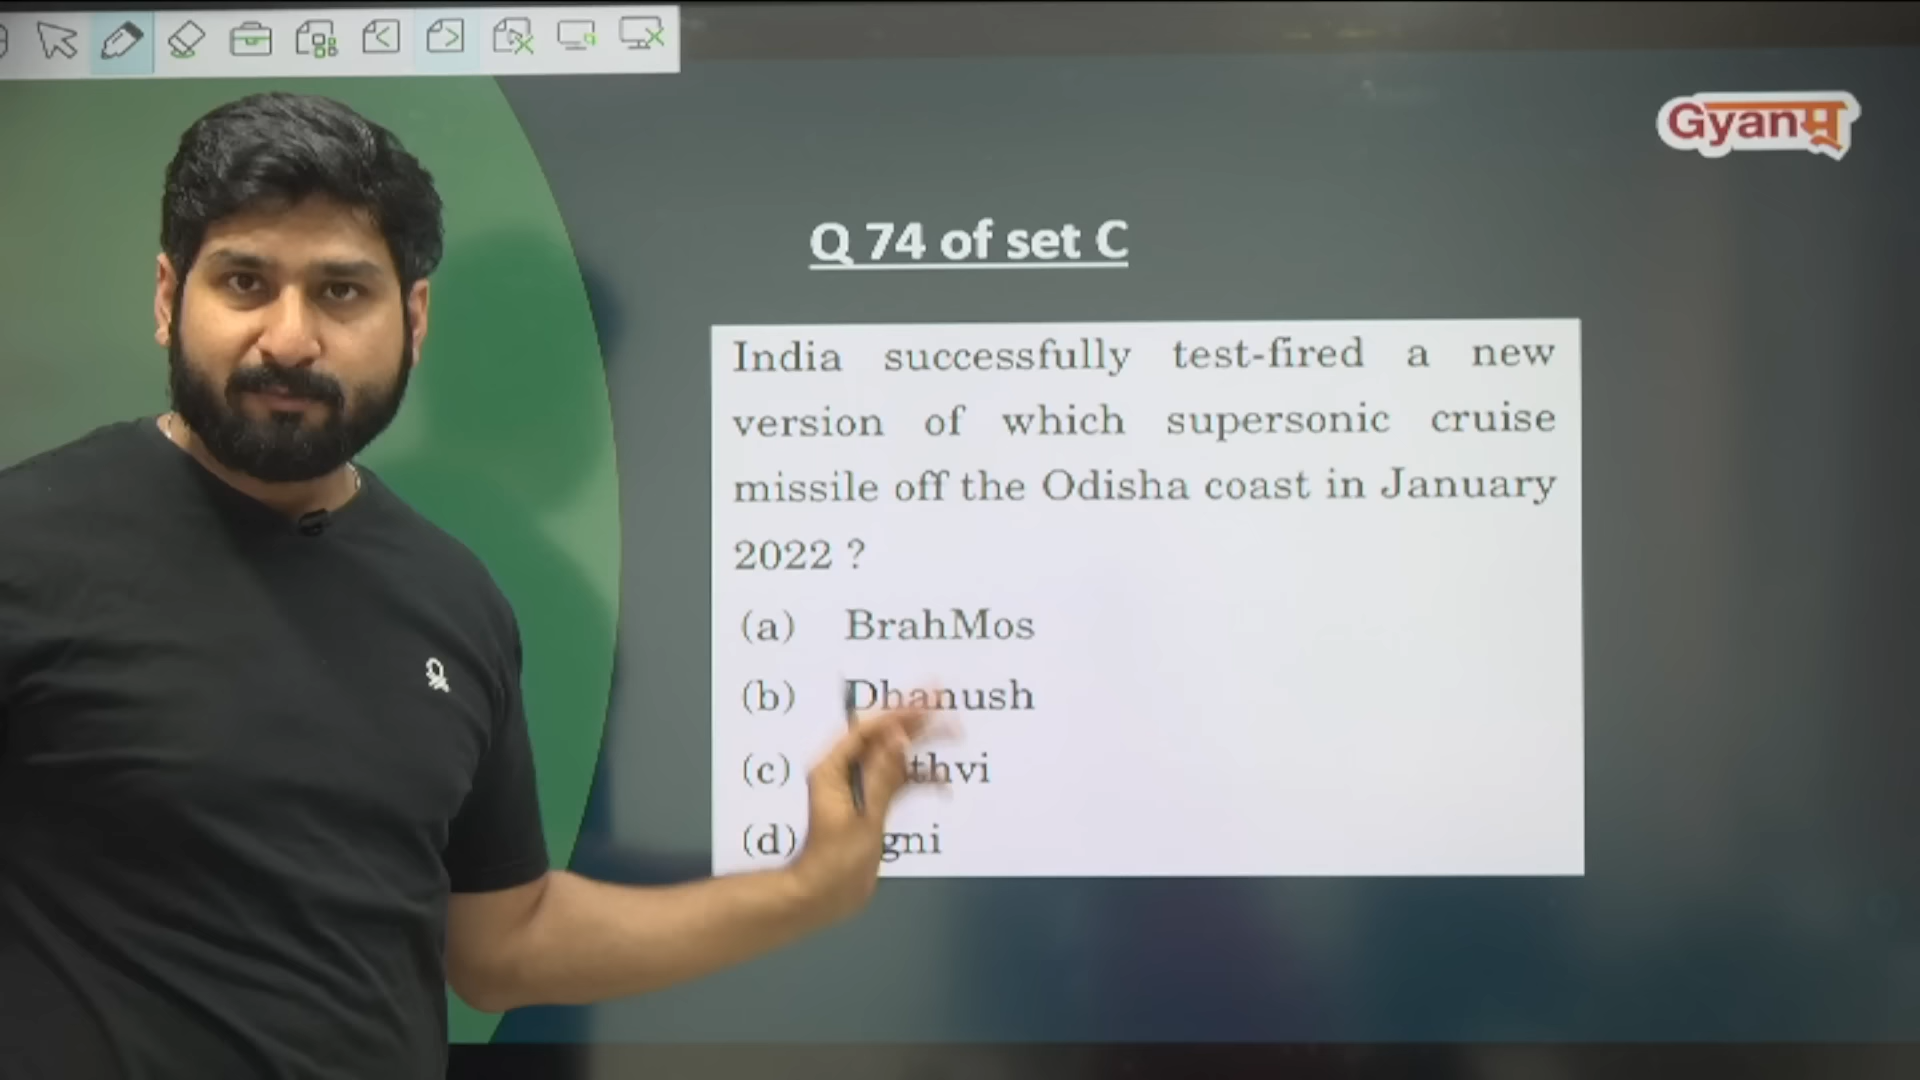 Gyanम्
Q 74 of set C
India successfully test-fired a new
version of which supersonic cruise
missile off the Odisha coast in January
2022 ?
(a) BrahMos
(b) Dhanush
(c)
(d)